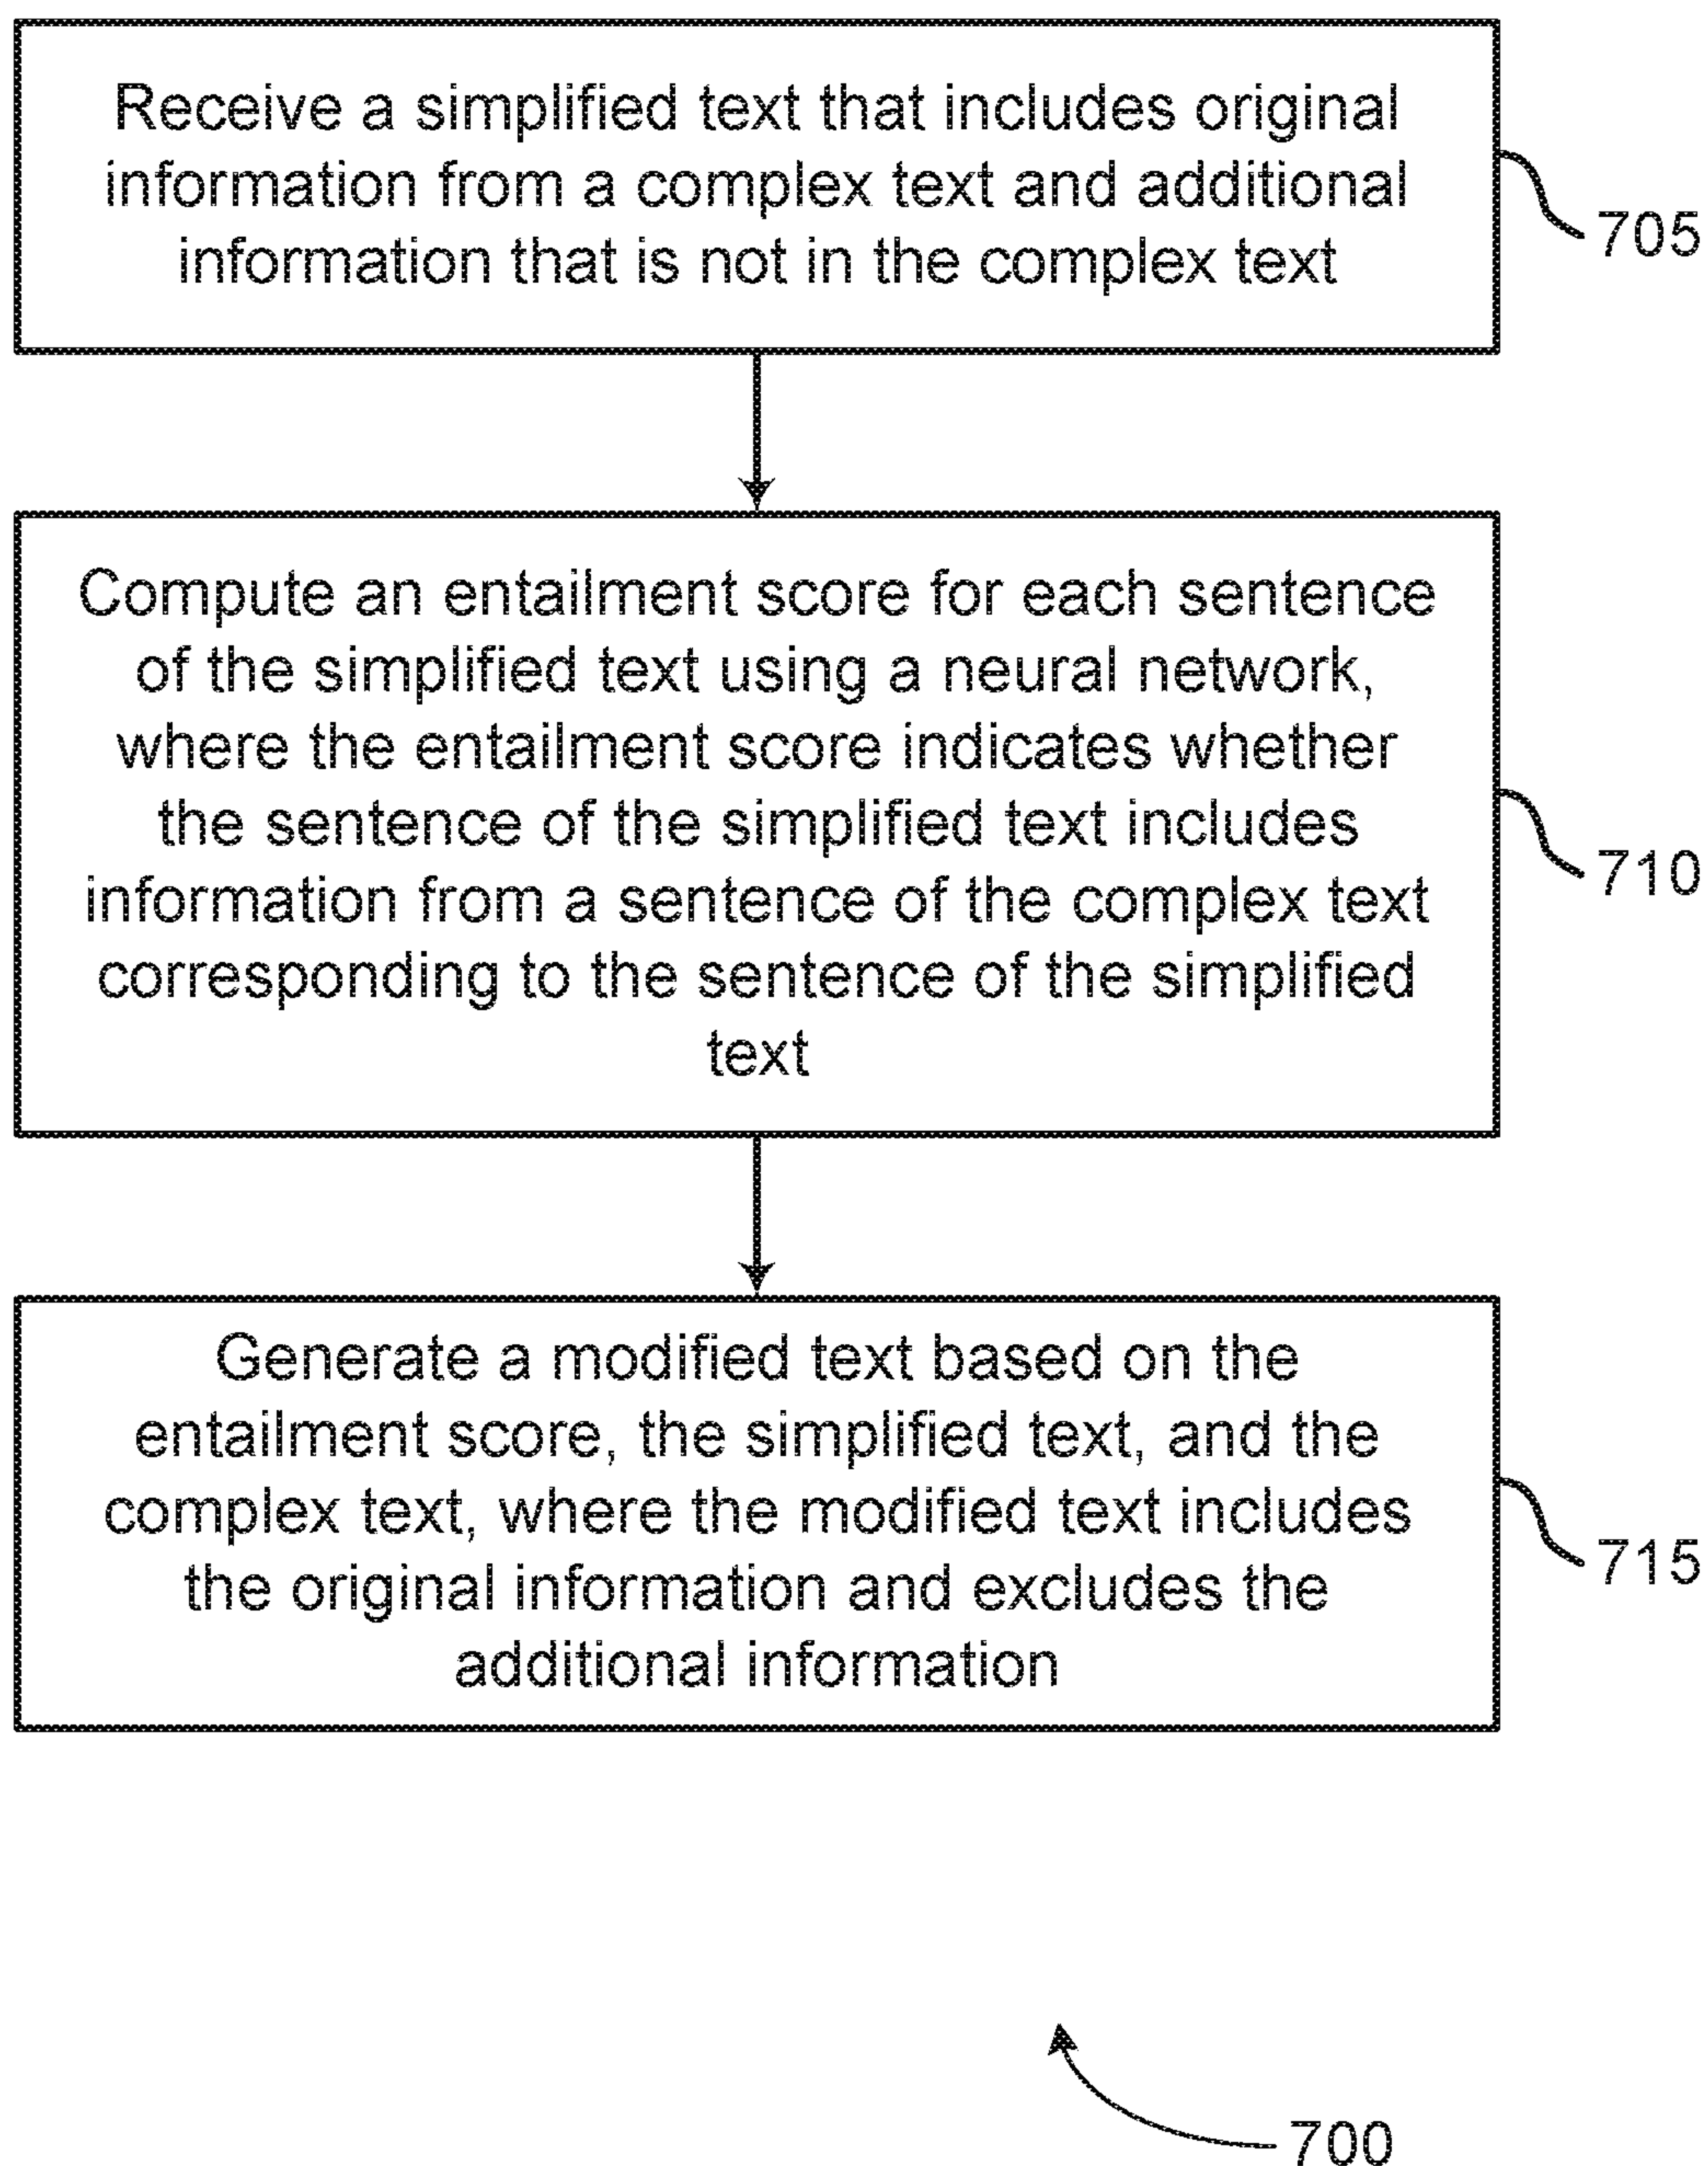 Receive a simplified text that includes original
information from a complex text and additional
information that is not in the complex text
705
Compute an entailment score for each sentence
of the simplified text using a neural network,
where the entailment score indicates whether
the sentence of the simplified text includes
information from a sentence of the complex text
corresponding to the sentence of the simplified
text
710
Generate a modified text based on the
entailment score, the simplified text, and the
complex text, where the modified text includes
the original information and excludes the
additional information
715
700